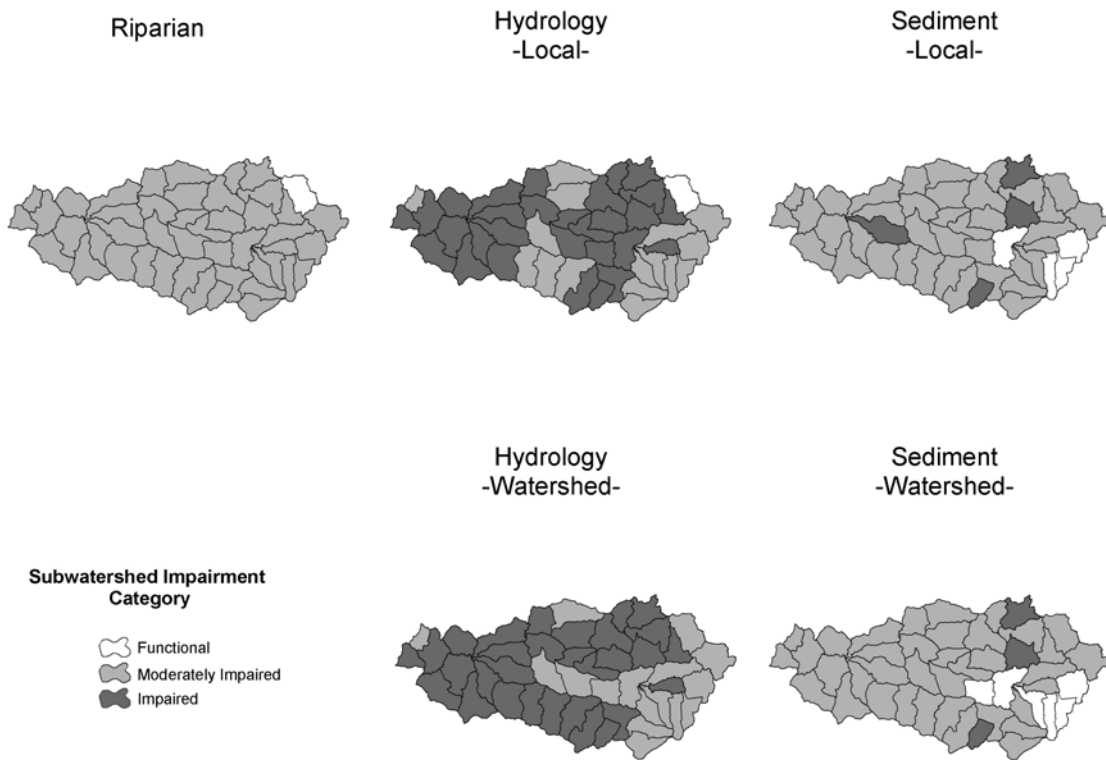 Riparian
Hydrology
-Local-
Sediment
-Local-
Hydrology
-Watershed-
Sediment
-Watershed-
Subwatershed Impairment
Category
Functional
Moderately Impaired
Impaired